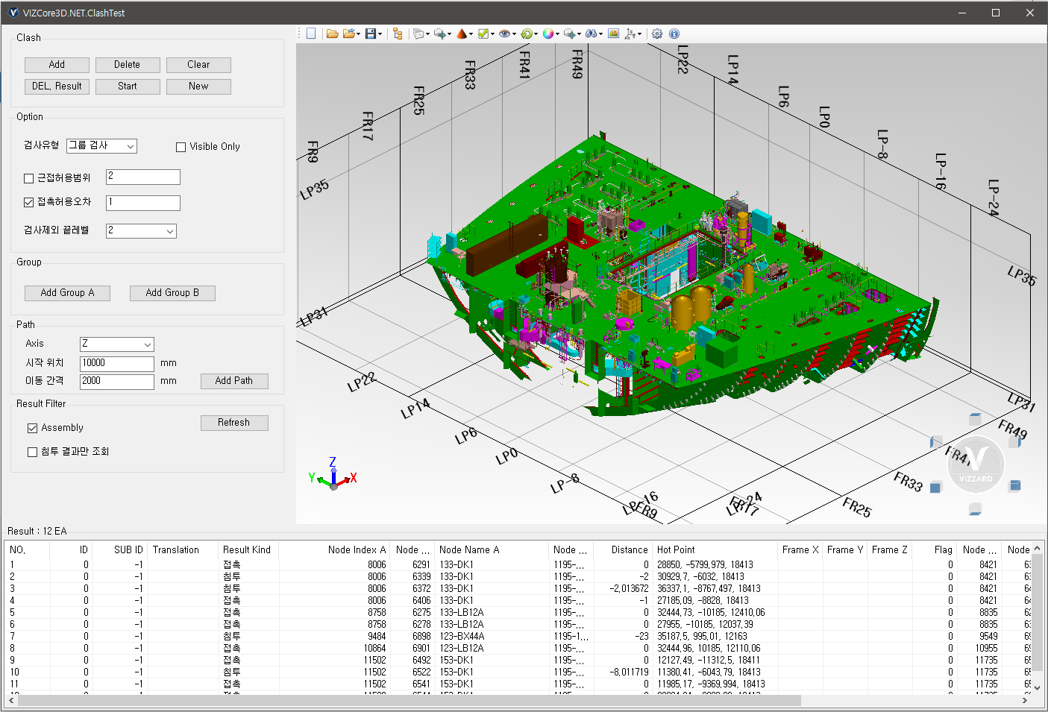 VIZCore3D.NET.ClashTest
Clash
Add Delete Clear
DEL, Result Start New
Option
검사유형 그룹 검사 Visible Only
근접허용범위 2
접촉허용오차 1
검사제외 끝레벨 2
Group
Add Group A Add Group B
Path
Axis Z
시작 위치 10000 mm
이동 간격 2000 mm Add Path
Result Filter
Assembly Refresh
침투 결과만 조회
FR9 FR17 FR25 FR33 FR41 FR49
LP22 LP14 LP6 LP0 LP-8 LP-16 LP-24
LP35 LP35
LP31 LP31
LP22 LP14 LP6 LP0 LP-8 LP-16 LP-24
FR9 FR17 FR25 FR33 FR41 FR49
Z
Y X
VIZZARD
Result : 12 EA
NO, ID SUB ID Translation Result Kind Node Index A Node ... Node Name A Node ... Distance Hot Point Frame X Frame Y Frame Z Flag Node ... Node
1 0 -1 접촉 8006 6291 133-DK1 1195-... 0 28850, -5799,979, 18413 0 8421
2 0 -1 침투 8006 6339 133-DK1 1195-... -2 30929,7, -6032, 18413 0 8421
3 0 -1 침투 8006 6372 133-DK1 1195-... -2,013672 36337,1, -8767,497, 18413 0 8421
4 0 -1 침투 8006 6406 133-DK1 1195-... -1 27185,09, -8828, 18413 0 8421
5 0 -1 접촉 8758 6275 133-LB12A 1195-... 0 32444,73, -10185, 12410,06 0 8835
6 0 -1 접촉 8758 6278 133-LB12A 1195-... 0 27955, -10185, 12037,39 0 8835
7 0 -1 침투 9484 6898 123-BX44A 1195-1... -23 35187,5, 995,01, 12163 0 9549
8 0 -1 접촉 10864 6901 123-LB12A 1195-... 0 32444,96, 10185, 12110,06 0 10955
9 0 -1 접촉 11502 6492 153-DK1 1195-... 0 12127,49, -11312,5, 18411 0 11735
10 0 -1 침투 11502 6522 153-DK1 1195-... -8,011719 11380,41, -6043,79, 18413 0 11735
11 0 -1 접촉 11502 6541 153-DK1 1195-... 0 11985,17, -9369,994, 18413 0 11735